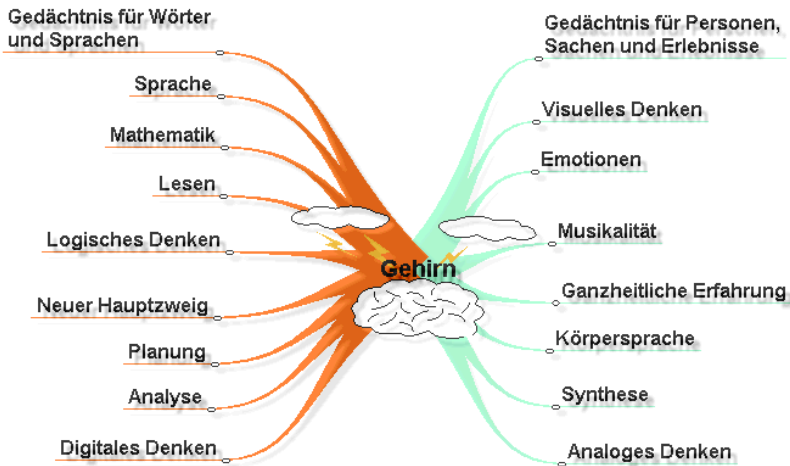 Gedächtnis für Wörter
und Sprachen
Sprache
Mathematik
Lesen
Logisches Denken
Neuer Hauptzweig
Planung
Analyse
Digitales Denken
Gehirn
Gedächtnis für Personen,
Sachen und Erlebnisse
Visuelles Denken
Emotionen
Musikalität
Ganzheitliche Erfahrung
Körpersprache
Synthese
Analoges Denken